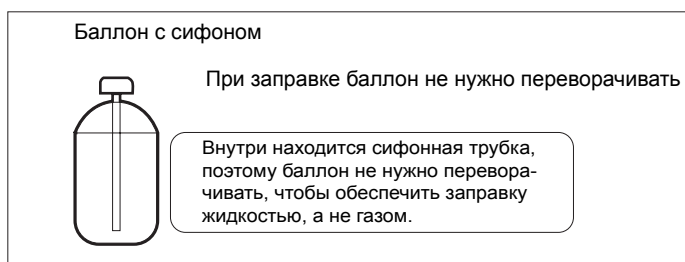 Баллон с сифоном
При заправке баллон не нужно переворачивать
Внутри находится сифонная трубка,
поэтому баллон не нужно перевора-
чивать, чтобы обеспечить заправку
жидкостью, а не газом.